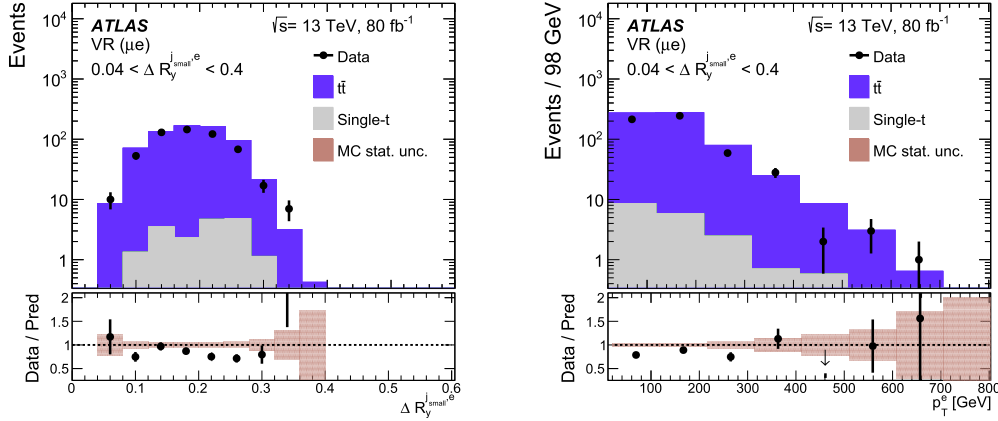 Events
10⁴
10³
10²
10
1
ATLAS
√s= 13 TeV, 80 fb⁻¹
VR (μe)
0.04 < Δ R_y^{j_small,e} < 0.4
Data
tt̄
Single-t
MC stat. unc.
Data / Pred
2
1.5
1
0.5
0 0.1 0.2 0.3 0.4 0.5 0.6
Δ R_y^{j_small,e}
Events / 98 GeV
10⁴
10³
10²
10
1
ATLAS
√s= 13 TeV, 80 fb⁻¹
VR (μe)
0.04 < Δ R_y^{j_small,e} < 0.4
Data
tt̄
Single-t
MC stat. unc.
Data / Pred
2
1.5
1
0.5
100 200 300 400 500 600 700 800
p_T^e [GeV]